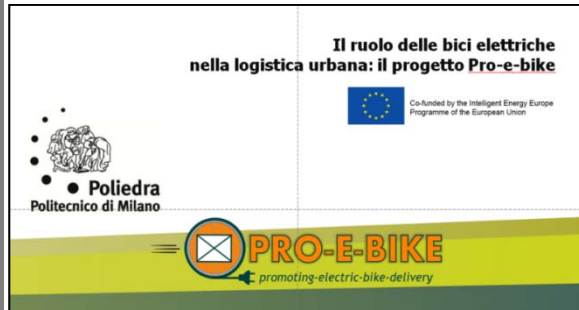 Il ruolo delle bici elettriche
nella logistica urbana: il progetto Pro-e-bike
Co-funded by the Intelligent Energy Europe
Programme of the European Union
Poliedra
Politecnico di Milano
PRO-E-BIKE
promoting-electric-bike-delivery